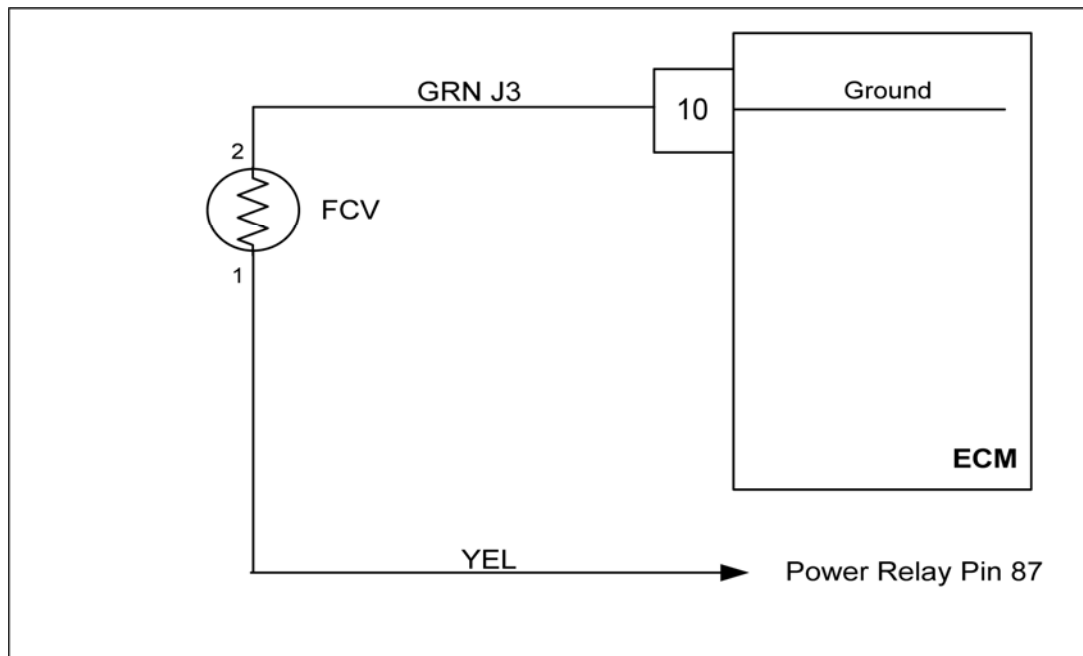 GRN J3
10
Ground
2
FCV
1
ECM
YEL
Power Relay Pin 87